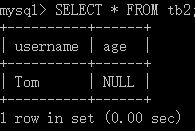 mysql> SELECT * FROM tb2;
+----------+------+
| username | age  |
+----------+------+
| Tom      | NULL |
+----------+------+
1 row in set (0.00 sec)